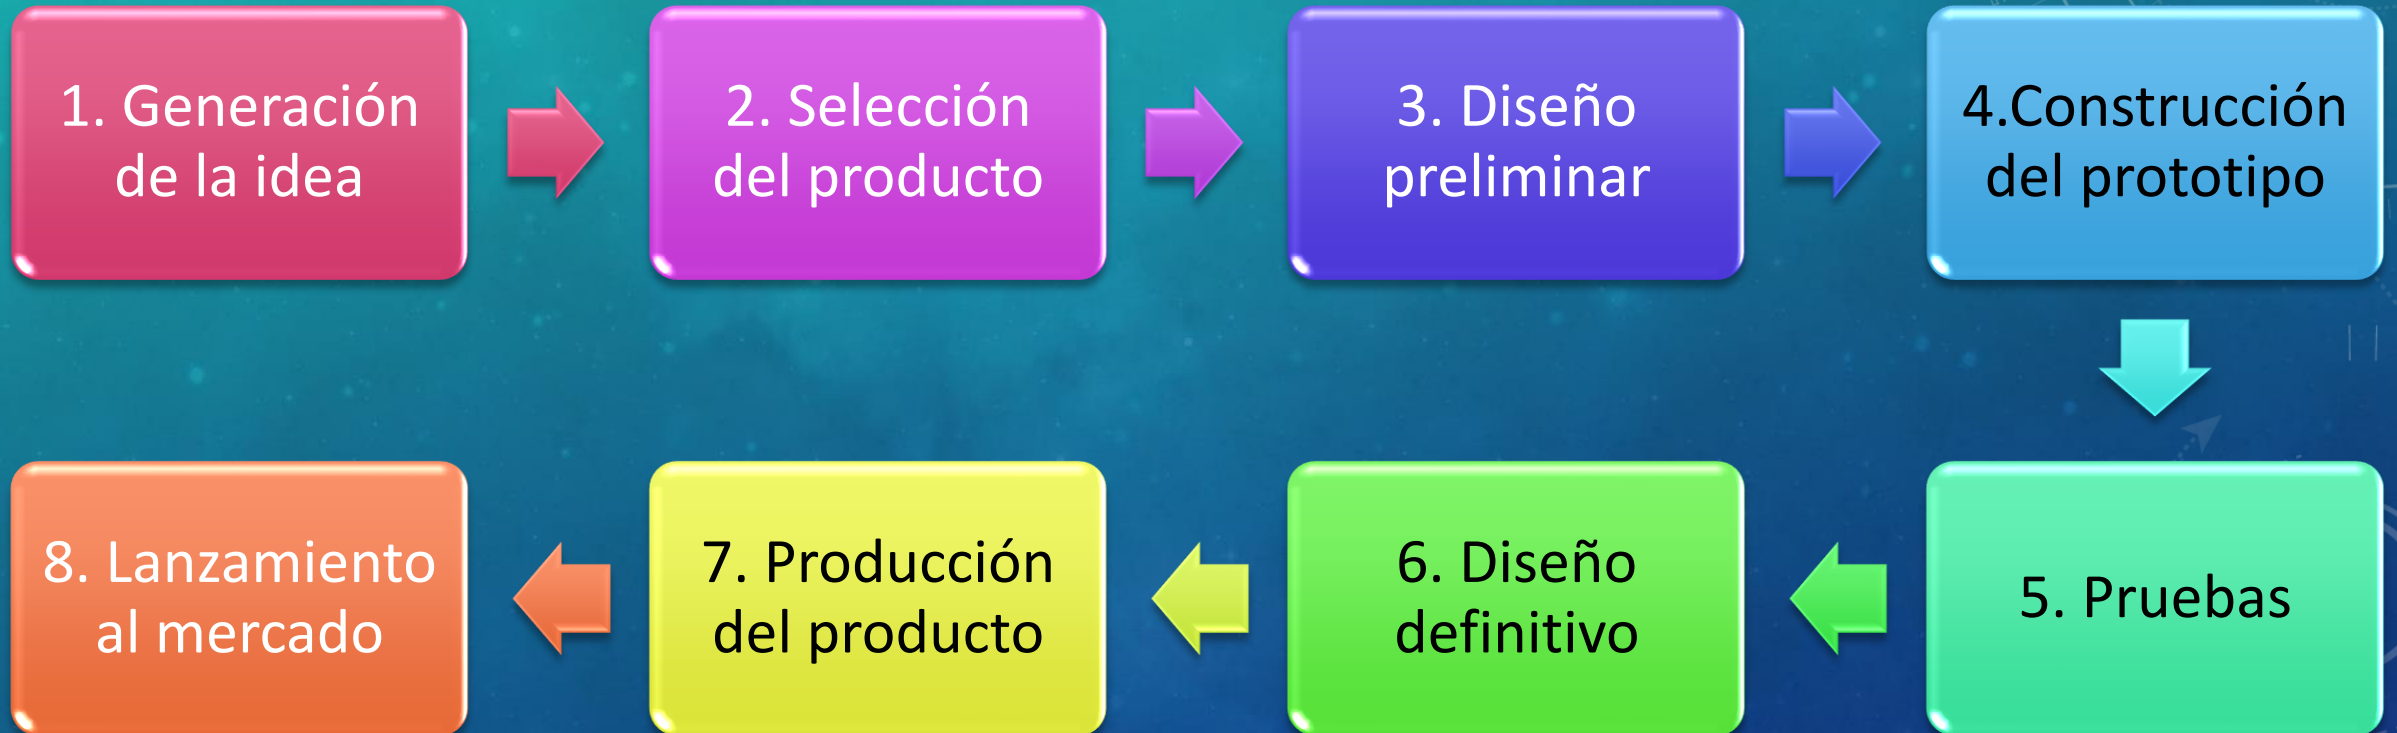 1. Generación
de la idea
2. Selección
del producto
3. Diseño
preliminar
4.Construcción
del prototipo
5. Pruebas
6. Diseño
definitivo
7. Producción
del producto
8. Lanzamiento
al mercado